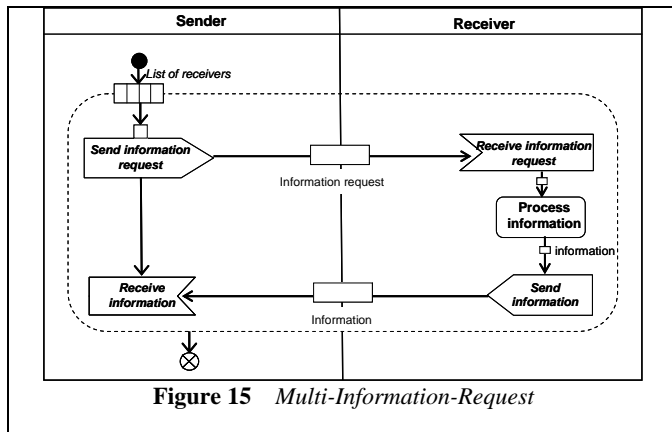 Sender
Receiver
List of receivers
Send information
request
Receive information
request
Information request
Process
information
information
Receive
information
Send
information
Information
Figure 15 Multi-Information-Request